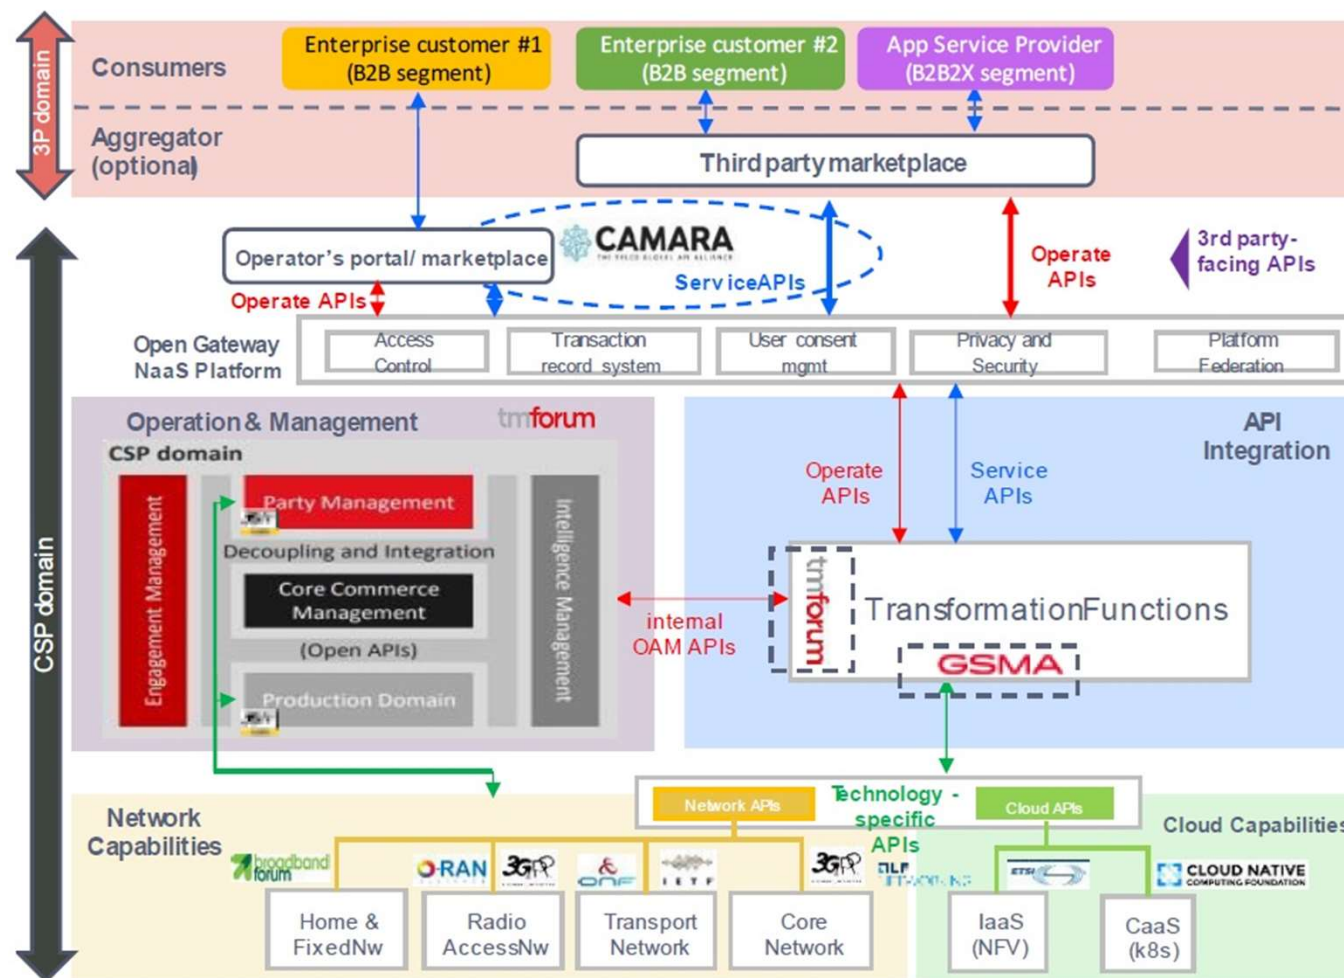 3P domain
Consumers
Enterprise customer #1
(B2B segment)
Enterprise customer #2
(B2B segment)
App Service Provider
(B2B2X segment)
Aggregator
(optional)
Third party marketplace
CSP domain
Operator's portal/ marketplace
CAMARA
THE TELCO GLOBAL API ALLIANCE
ServiceAPIs
Operate
APIs
3rd party-
facing APIs
Operate APIs
Open Gateway
NaaS Platform
Access
Control
Transaction
record system
User consent
mgmt
Privacy and
Security
Platform
Federation
Operation & Management
tmforum
CSP domain
Engagement Management
Party Management
Decoupling and Integration
Core Commerce
Management
(Open APIs)
Production Domain
Intelligence Management
API
Integration
Operate
APIs
Service
APIs
internal
OAM APIs
tmforum
TransformationFunctions
GSMA
Network
Capabilities
Network APIs
Technology -
specific
APIs
Cloud APIs
Cloud Capabilities
broadband
forum
O-RAN
3GPP
ONF
IETF
3GPP
ETSI
CLOUD NATIVE
COMPUTING FOUNDATION
Home &
FixedNw
Radio
AccessNw
Transport
Network
Core
Network
IaaS
(NFV)
CaaS
(k8s)